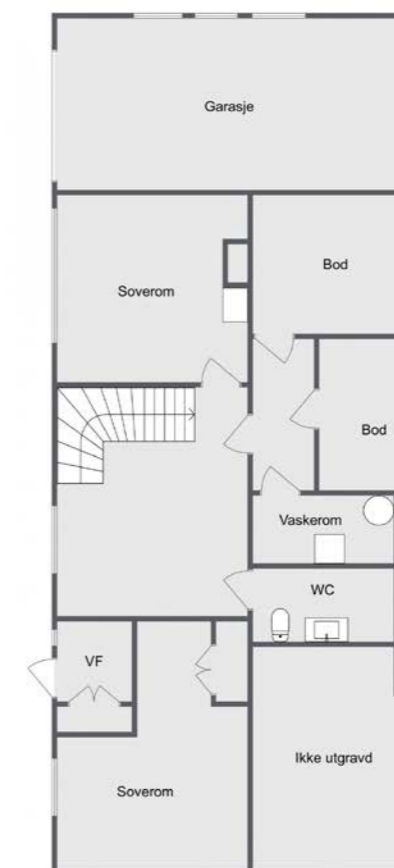 Garasje
Bod
Soverom
Bod
Vaskerom
WC
VF
Ikke utgravd
Soverom